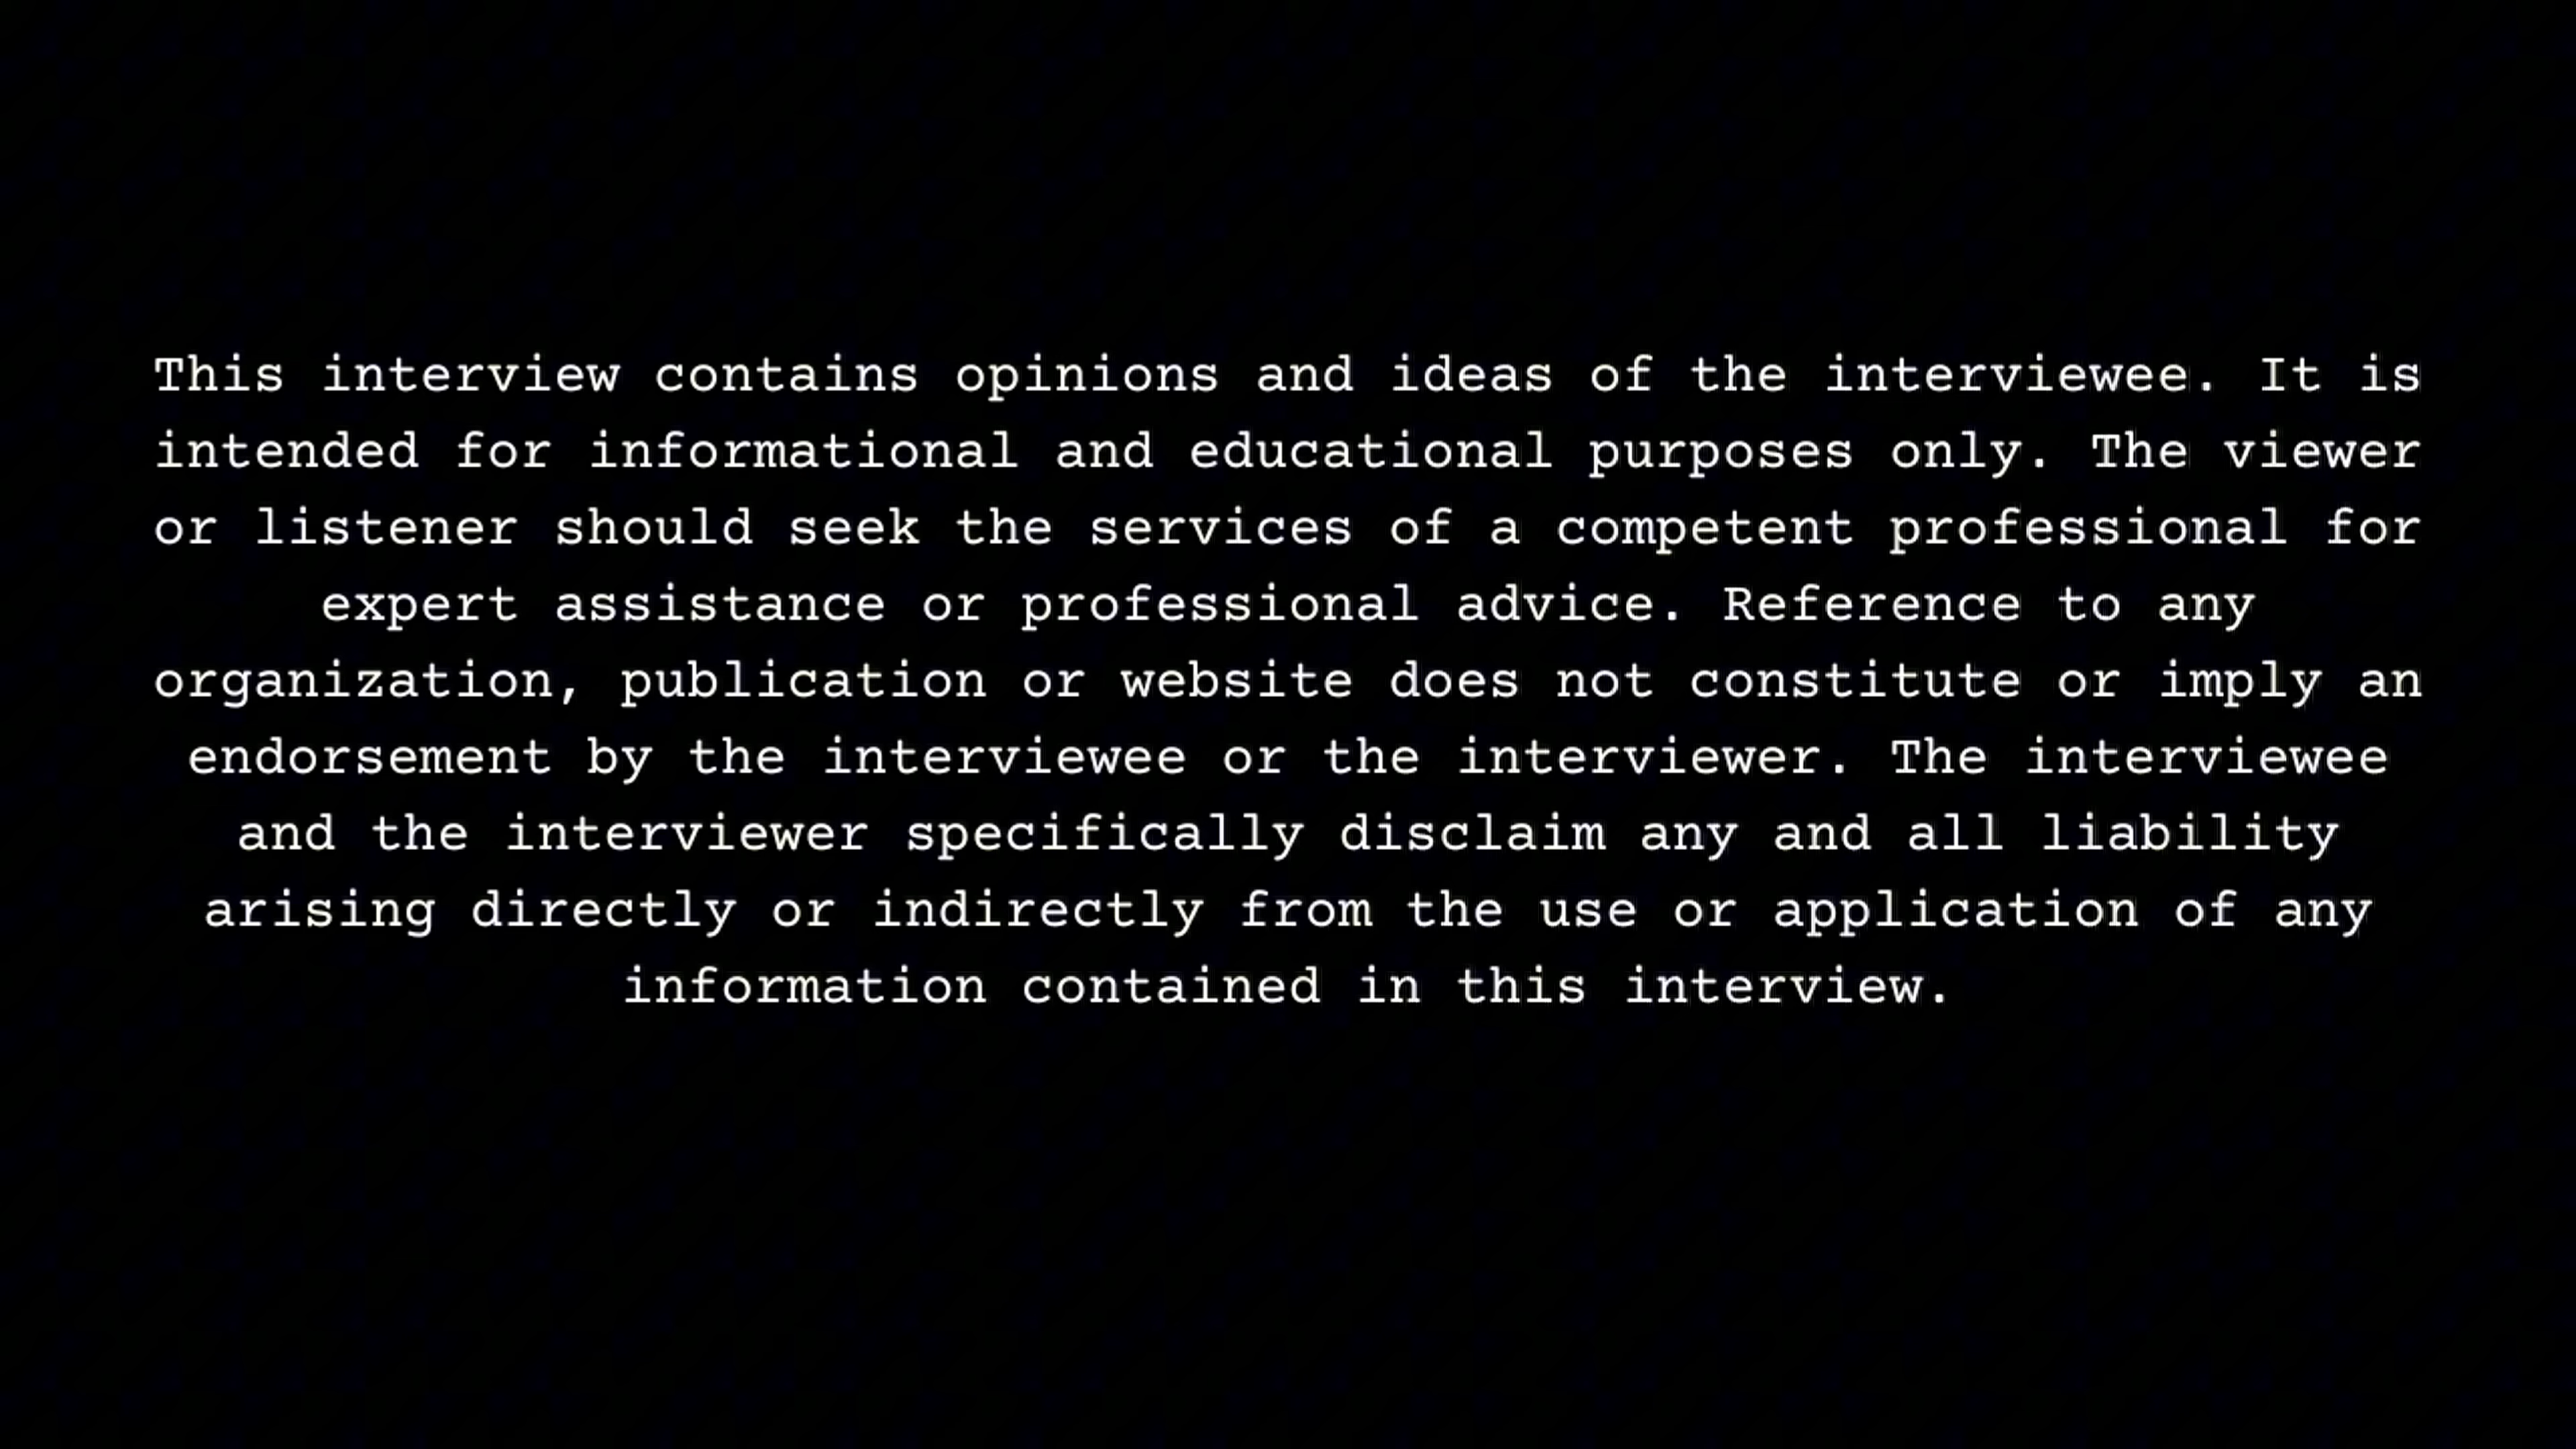 This interview contains opinions and ideas of the interviewee. It is
intended for informational and educational purposes only. The viewer
or listener should seek the services of a competent professional for
expert assistance or professional advice. Reference to any
organization, publication or website does not constitute or imply an
endorsement by the interviewee or the interviewer. The interviewee
and the interviewer specifically disclaim any and all liability
arising directly or indirectly from the use or application of any
information contained in this interview.